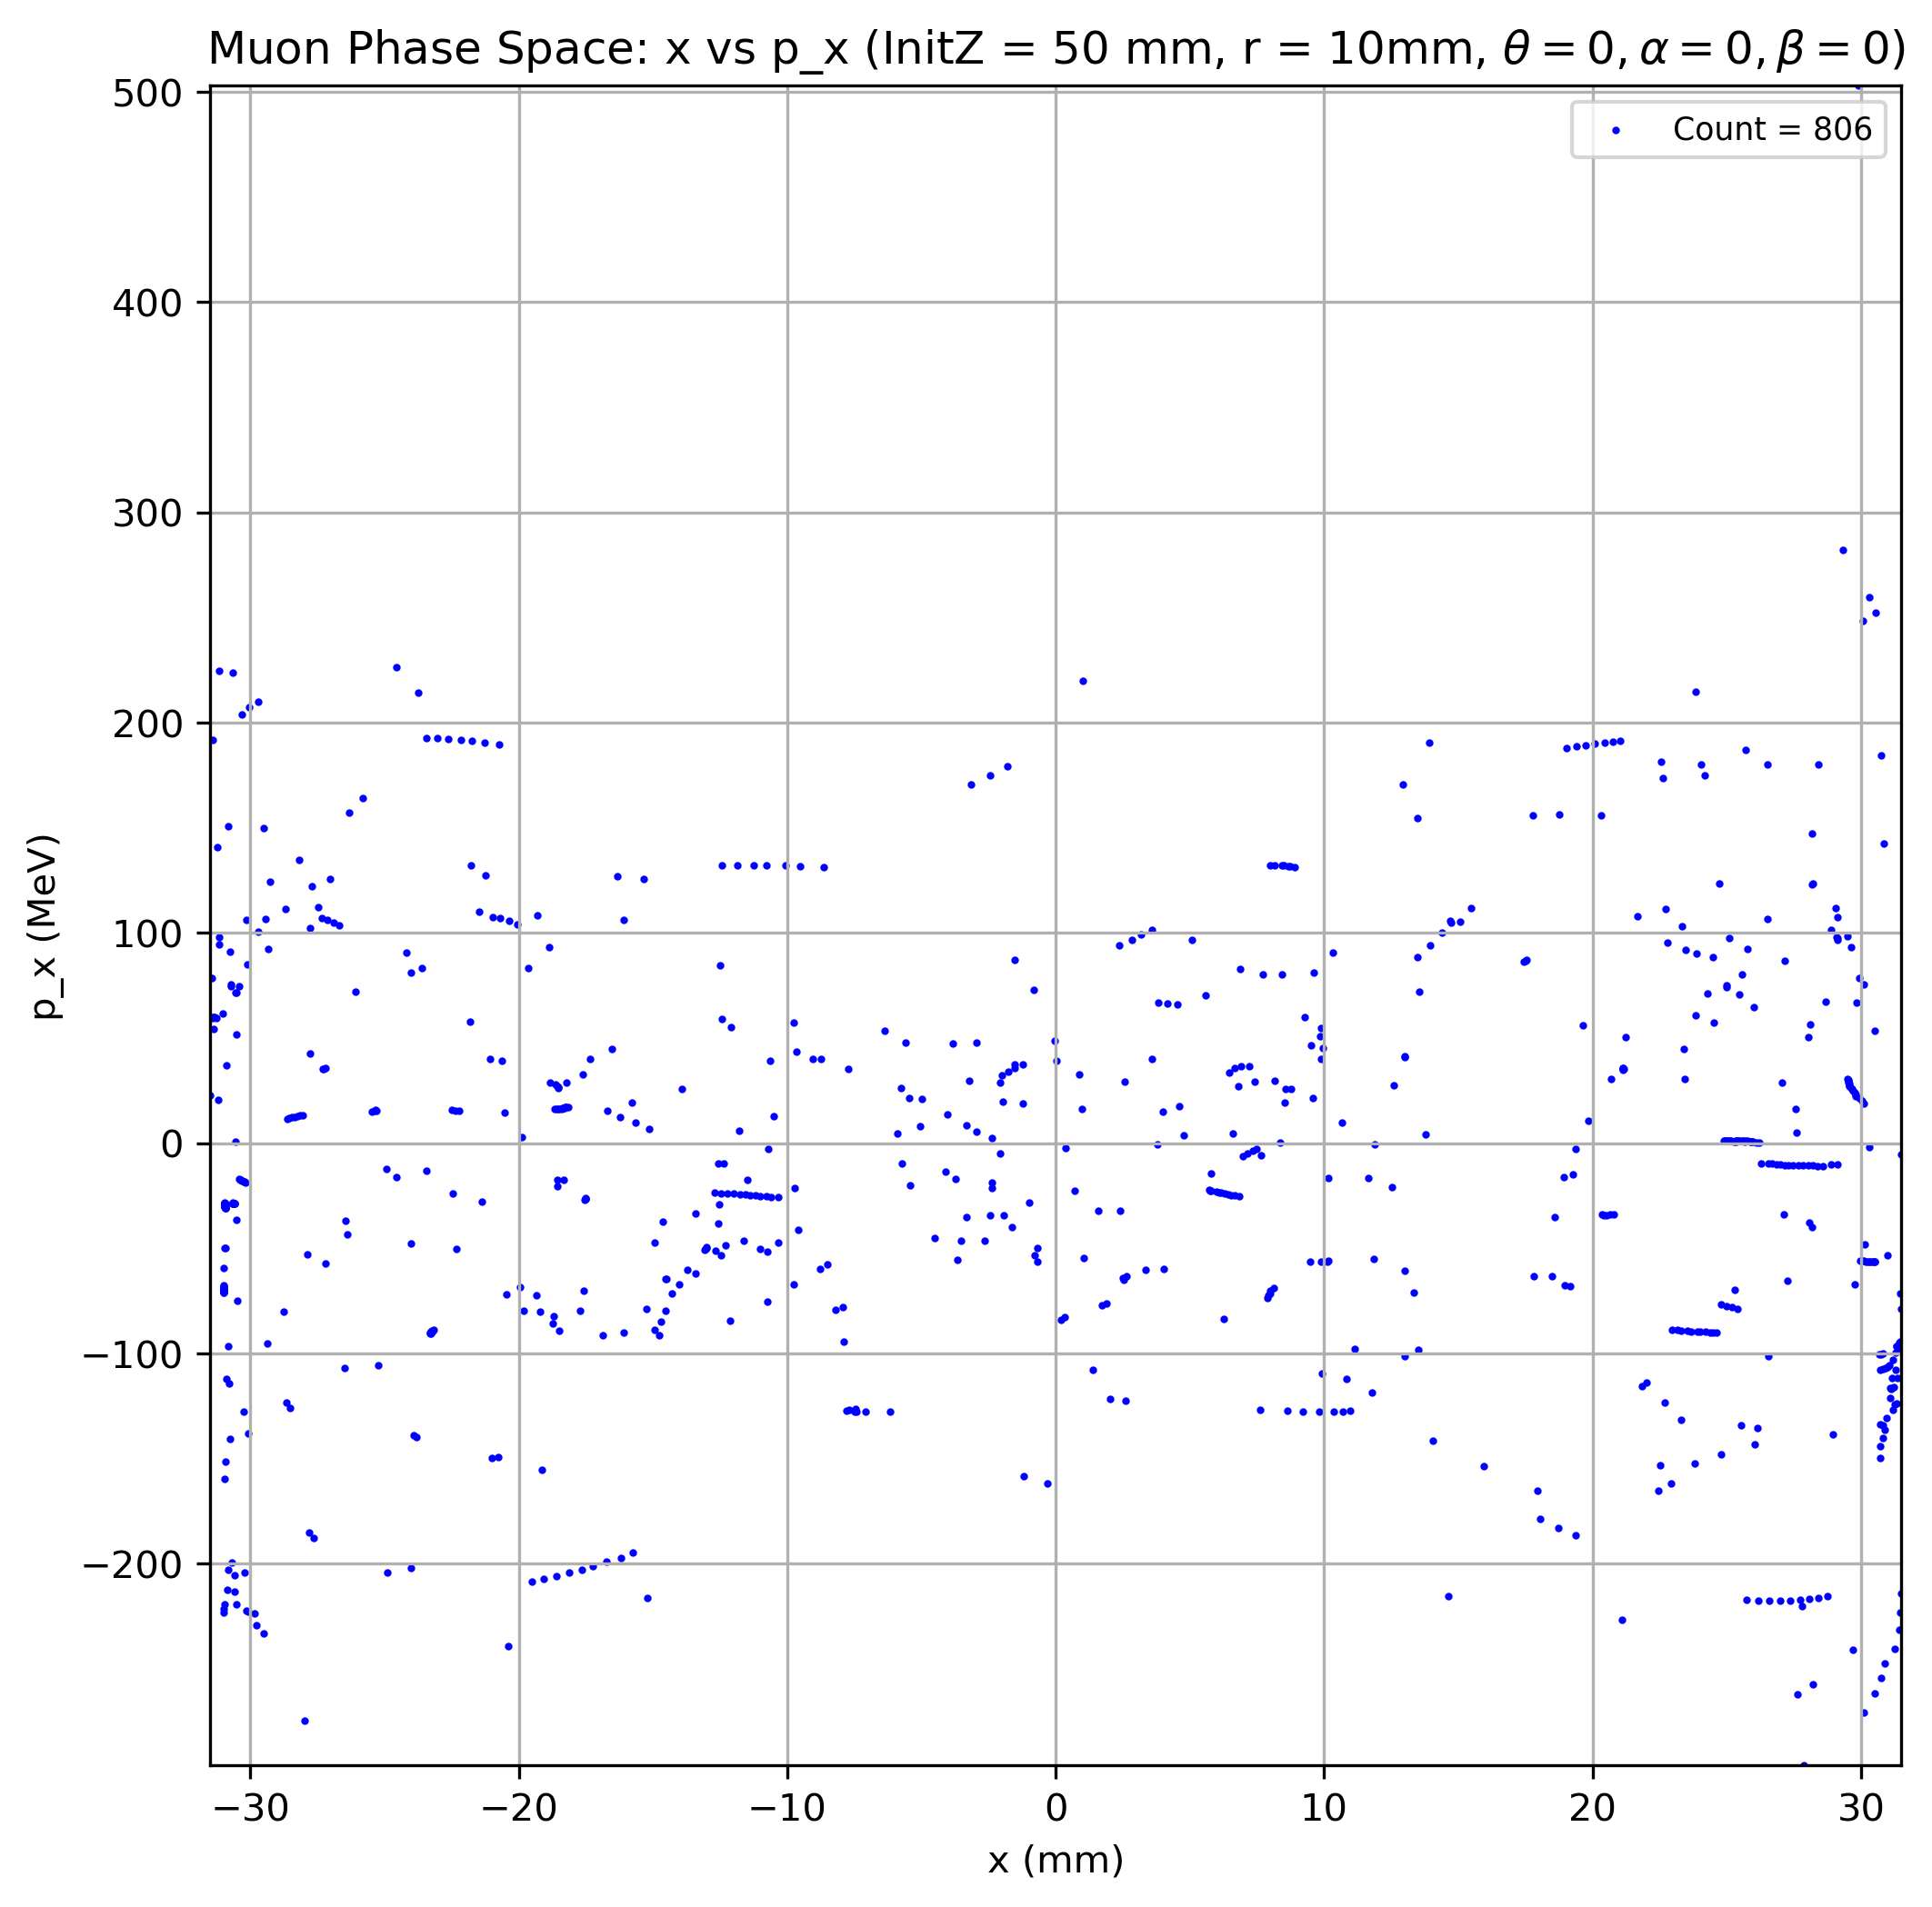 Muon Phase Space: x vs p_x (InitZ = 50 mm, r = 10mm, θ = 0, α = 0, β = 0)
Count = 806
500
400
300
200
100
0
−100
−200
p_x (MeV)
−30 −20 −10 0 10 20 30
x (mm)